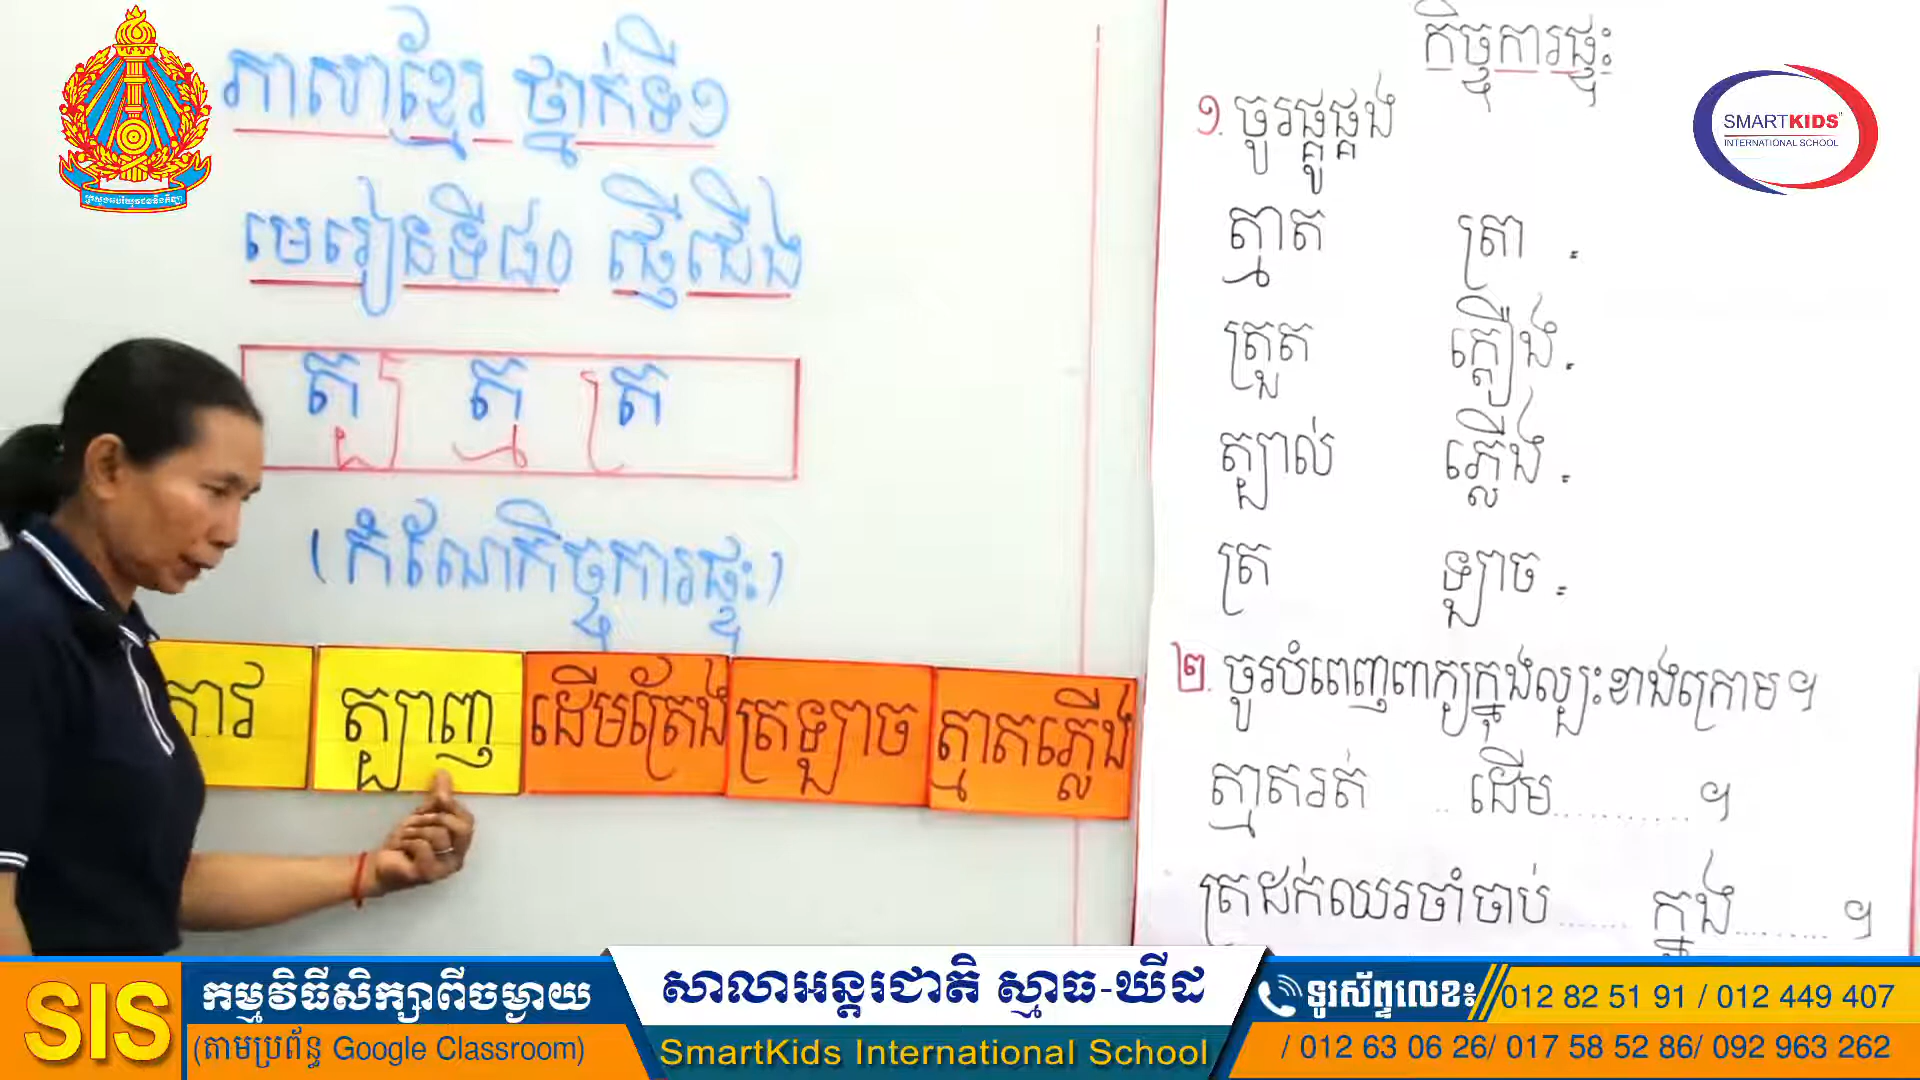 ភាសាខ្មែរ ថ្នាក់ទី១
មេរៀនទី៨០ ផ្ញើជើង
ត្ប ត្ម ត្រ
(កំណែកិច្ចការផ្ទះ)
ត្បាញ
ដើមត្រែង
ត្រឡាច
ត្មាតភ្លើង
កិច្ចការផ្ទះ
១. ចូរផ្គូផ្គង
ត្មាត ត្រា .
ត្រួត ភ្លឿង .
ត្បាល់ ភ្លើង .
ត្រ ឡាច .
២. ចូរបំពេញពាក្យក្នុងល្បះខាងក្រោម ។
ត្មាតរត់ .. ដើម............ ។
ត្រដក់ឈរចាំចាប់ ....... ក្នុង......... ។
SMARTKIDS
INTERNATIONAL SCHOOL
SIS
កម្មវិធីសិក្សាពីចម្ងាយ
(តាមប្រព័ន្ធ Google Classroom)
សាលាអន្តរជាតិ ស្មាធ-ឃីដ
SmartKids International School
ទូរស័ព្ទលេខ៖ 012 82 51 91 / 012 449 407
/ 012 63 06 26/ 017 58 52 86/ 092 963 262